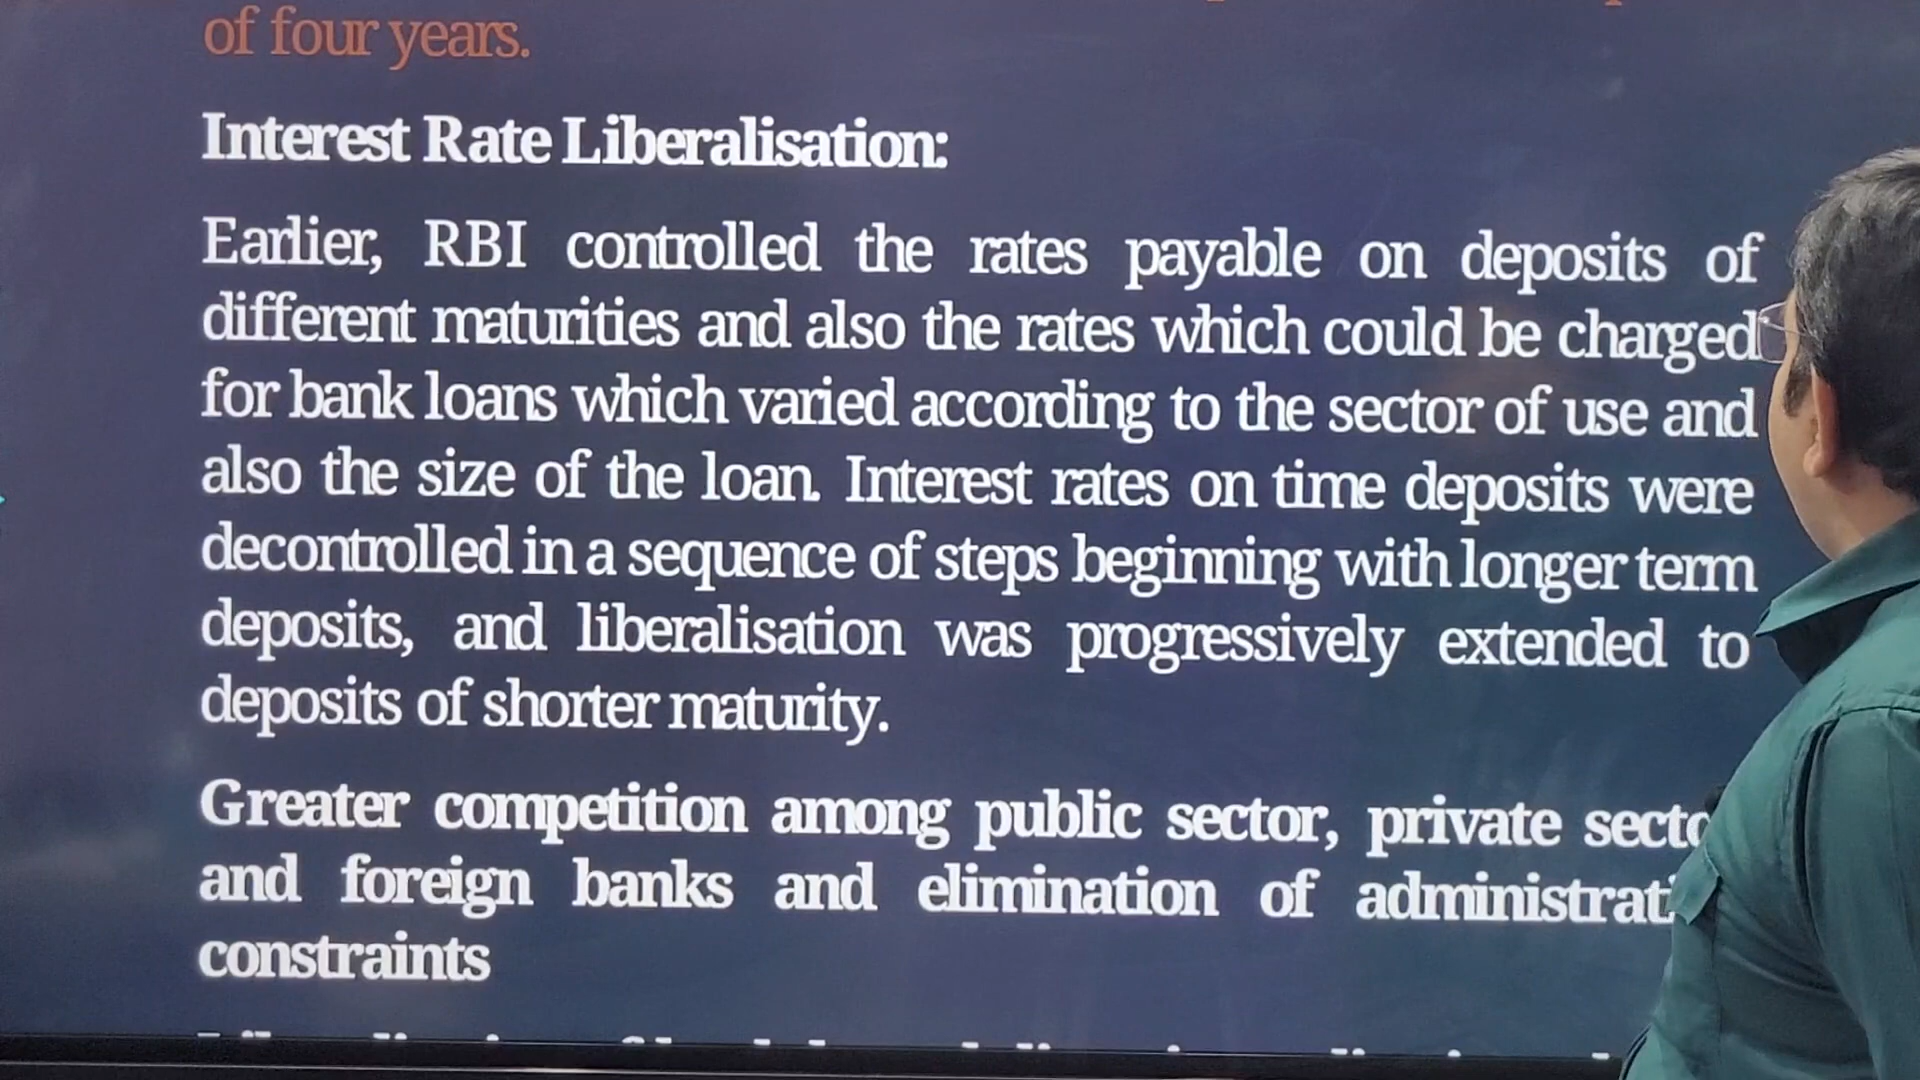 of four years.
Interest Rate Liberalisation:
Earlier, RBI controlled the rates payable on deposits of
different maturities and also the rates which could be charged
for bank loans which varied according to the sector of use and
also the size of the loan. Interest rates on time deposits were
decontrolled in a sequence of steps beginning with longer term
deposits, and liberalisation was progressively extended to
deposits of shorter maturity.
Greater competition among public sector, private
and foreign banks and elimination of
constraints